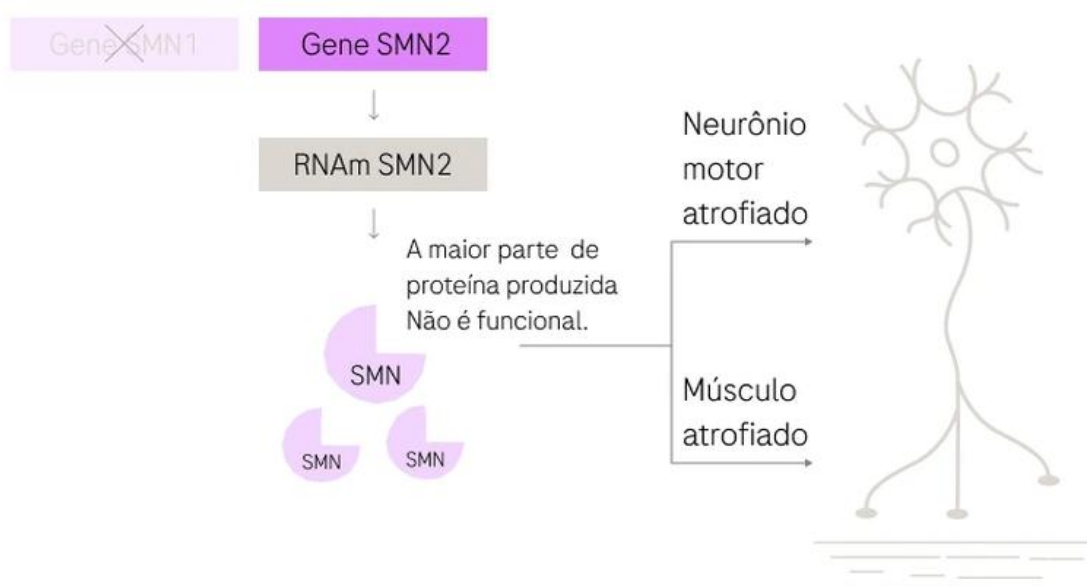 Gene SMN1
Gene SMN2
RNAm SMN2
A maior parte de
proteína produzida
Não é funcional.
SMN
SMN
SMN
Neurônio
motor
atrofiado
Músculo
atrofiado